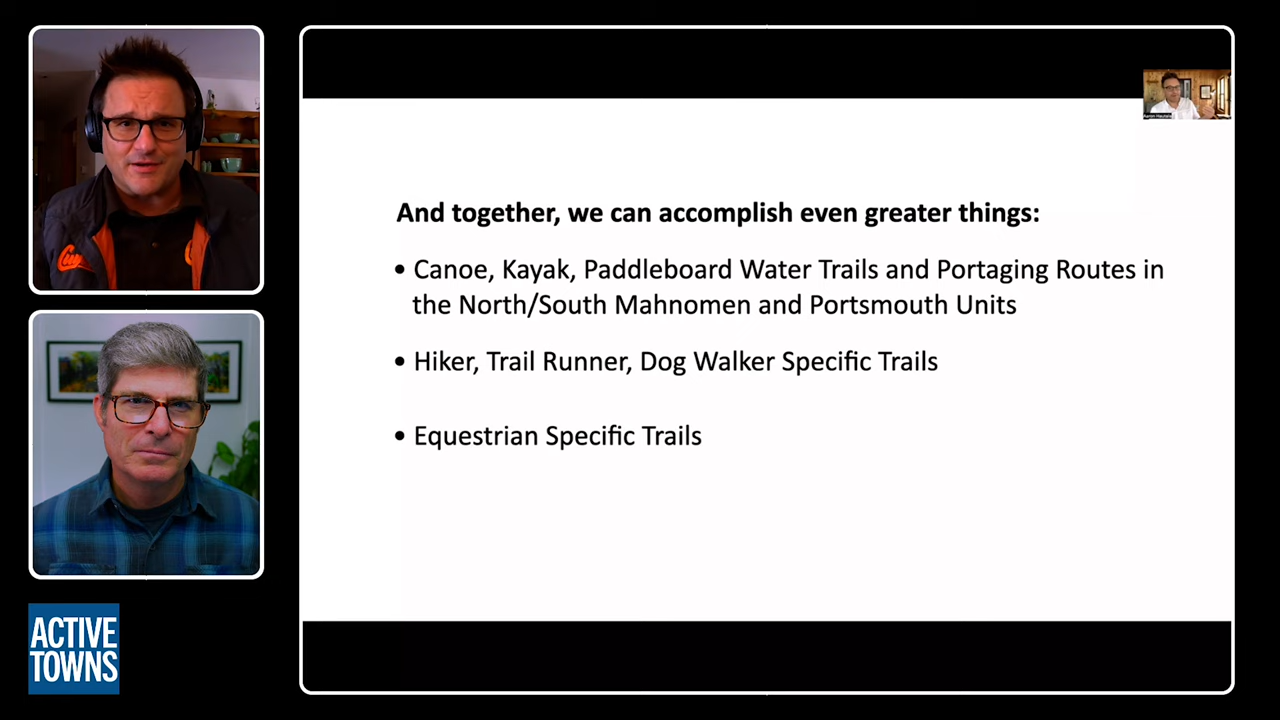 And together, we can accomplish even greater things:
• Canoe, Kayak, Paddleboard Water Trails and Portaging Routes in
the North/South Mahnomen and Portsmouth Units
• Hiker, Trail Runner, Dog Walker Specific Trails
• Equestrian Specific Trails
ACTIVE
TOWNS